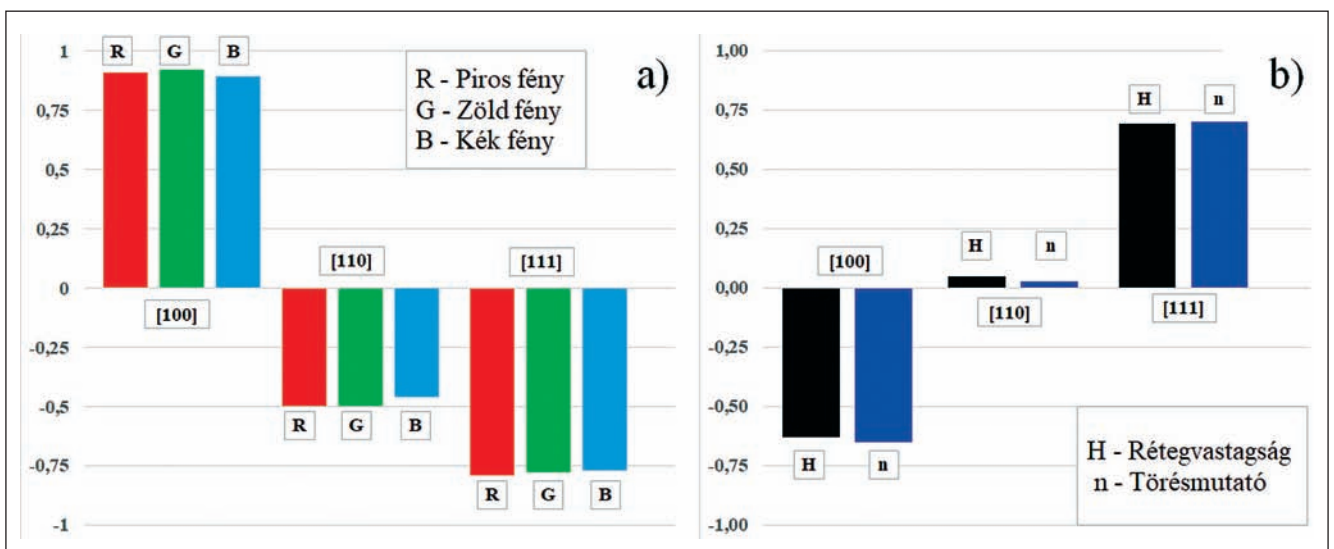 a)
R - Piros fény
G - Zöld fény
B - Kék fény
1
0,75
0,5
0,25
0
-0,25
-0,5
-0,75
-1
R G B
[100]
[110]
R G B
[111]
R G B
b)
1,00
0,75
0,50
0,25
0,00
-0,25
-0,50
-0,75
-1,00
[100]
H n
H n
[110]
H n
[111]
H - Rétegvastagság
n - Törésmutató